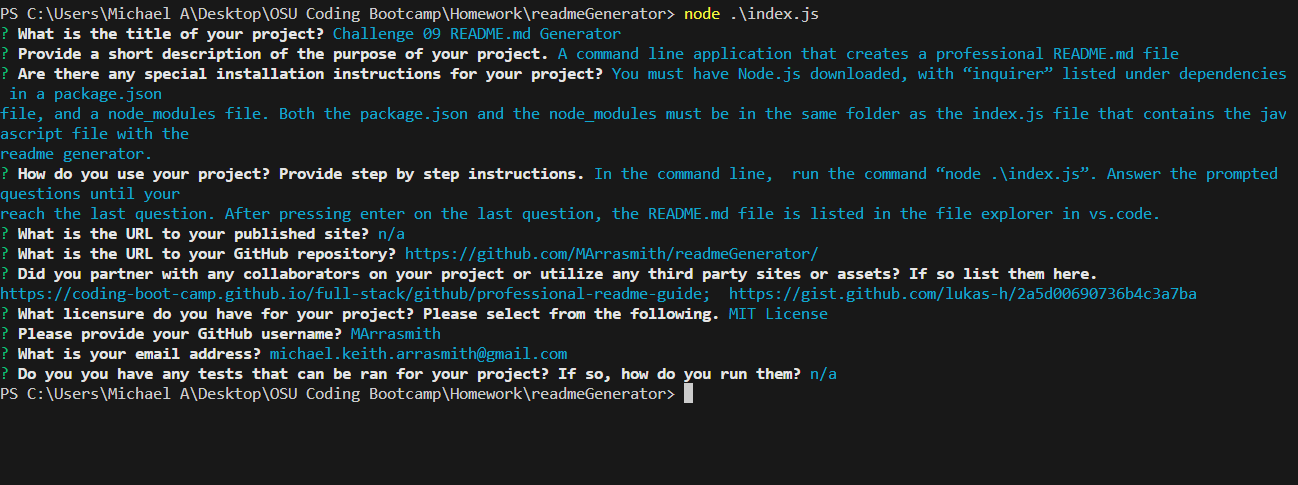 PS C:\Users\Michael A\Desktop\OSU Coding Bootcamp\Homework\readmeGenerator> node .\index.js
? What is the title of your project? Challenge 09 README.md Generator
? Provide a short description of the purpose of your project. A command line application that creates a professional README.md file
? Are there any special installation instructions for your project? You must have Node.js downloaded, with “inquirer” listed under dependencies
in a package.json
file, and a node_modules file. Both the package.json and the node_modules must be in the same folder as the index.js file that contains the jav
ascript file with the
readme generator.
? How do you use your project? Provide step by step instructions. In the command line,  run the command “node .\index.js”. Answer the prompted
questions until your
reach the last question. After pressing enter on the last question, the README.md file is listed in the file explorer in vs.code.
? What is the URL to your published site? n/a
? What is the URL to your GitHub repository? https://github.com/MArrasmith/readmeGenerator/
? Did you partner with any collaborators on your project or utilize any third party sites or assets? If so list them here.
https://coding-boot-camp.github.io/full-stack/github/professional-readme-guide;  https://gist.github.com/lukas-h/2a5d00690736b4c3a7ba
? What licensure do you have for your project? Please select from the following. MIT License
? Please provide your GitHub username? MArrasmith
? What is your email address? michael.keith.arrasmith@gmail.com
? Do you you have any tests that can be ran for your project? If so, how do you run them? n/a
PS C:\Users\Michael A\Desktop\OSU Coding Bootcamp\Homework\readmeGenerator>